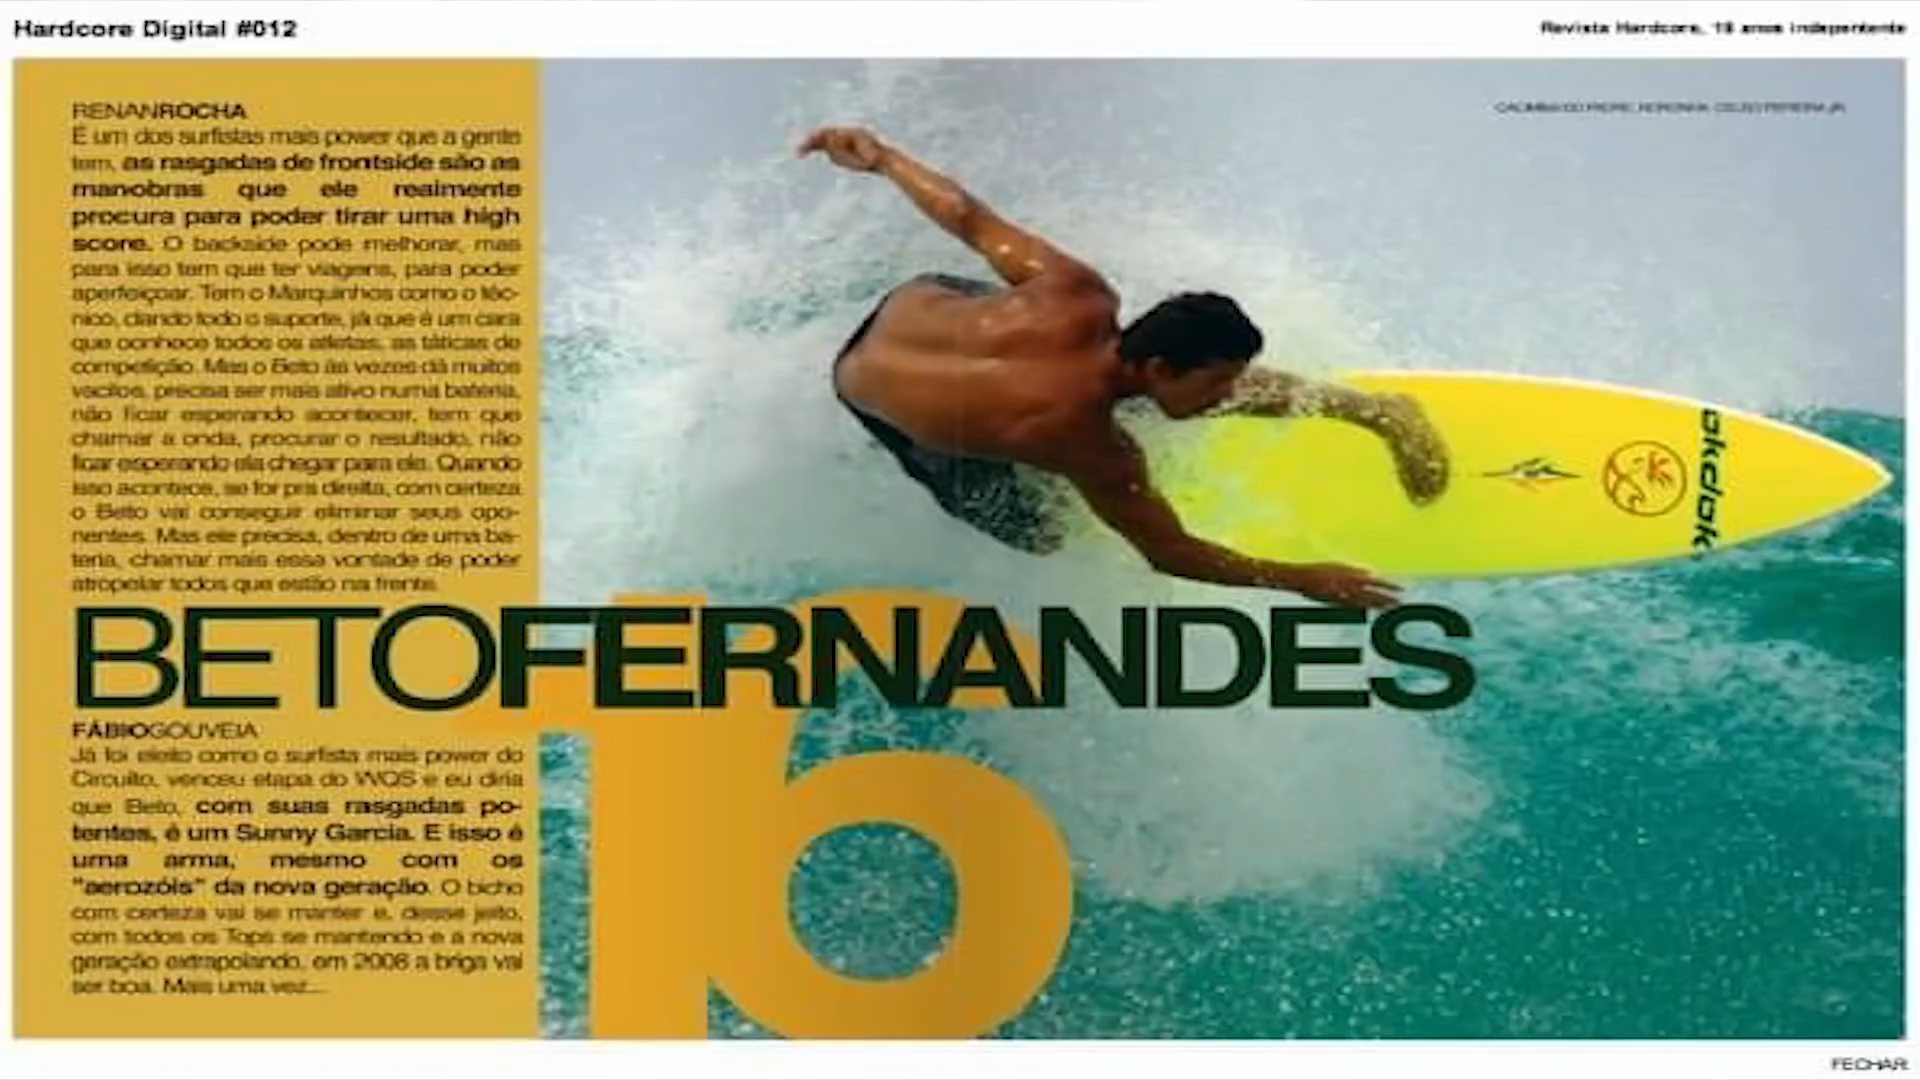 Hardcore Digital #012
Revista Hardcore, 18 anos independente
RENANROCHA
É um dos surfistas mais power que a gente
tem, as rasgadas de frontside são as
manobras que ele realmente
procura para poder tirar uma high
score. O backside pode melhorar, mas
para isso tem que ter viagens, para poder
aperfeiçoar. Tem o Marquinhos como o téc-
nico, dando todo o suporte, já que é um cara
que conhece todos os atletas, as táticas de
competição. Mas o Beto às vezes dá muitos
vacilos, precisa ser mais ativo numa bateria,
não ficar esperando acontecer, tem que
chamar a onda, procurar o resultado, não
ficar esperando ela chegar para ele. Quando
isso acontece, se for pra direita, com certeza
o Beto vai conseguir eliminar seus opo-
nentes. Mas ele precisa, dentro de uma ba-
teria, chamar mais essa vontade de poder
atropelar todos que estão na frente.
BETOFERNANDES
16
FÁBIOGOUVEIA
Já foi eleito como o surfista mais power do
Circuito, venceu etapa do WQS e eu diria
que Beto, com suas rasgadas po-
tentes, é um Sunny Garcia. E isso é
uma arma, mesmo com os
"aerozóis" da nova geração. O bicho
com certeza vai se manter e, desse jeito,
com todos os Tops se mantendo e a nova
geração extrapolando, em 2008 a briga vai
ser boa. Mais uma vez...
FECHAR